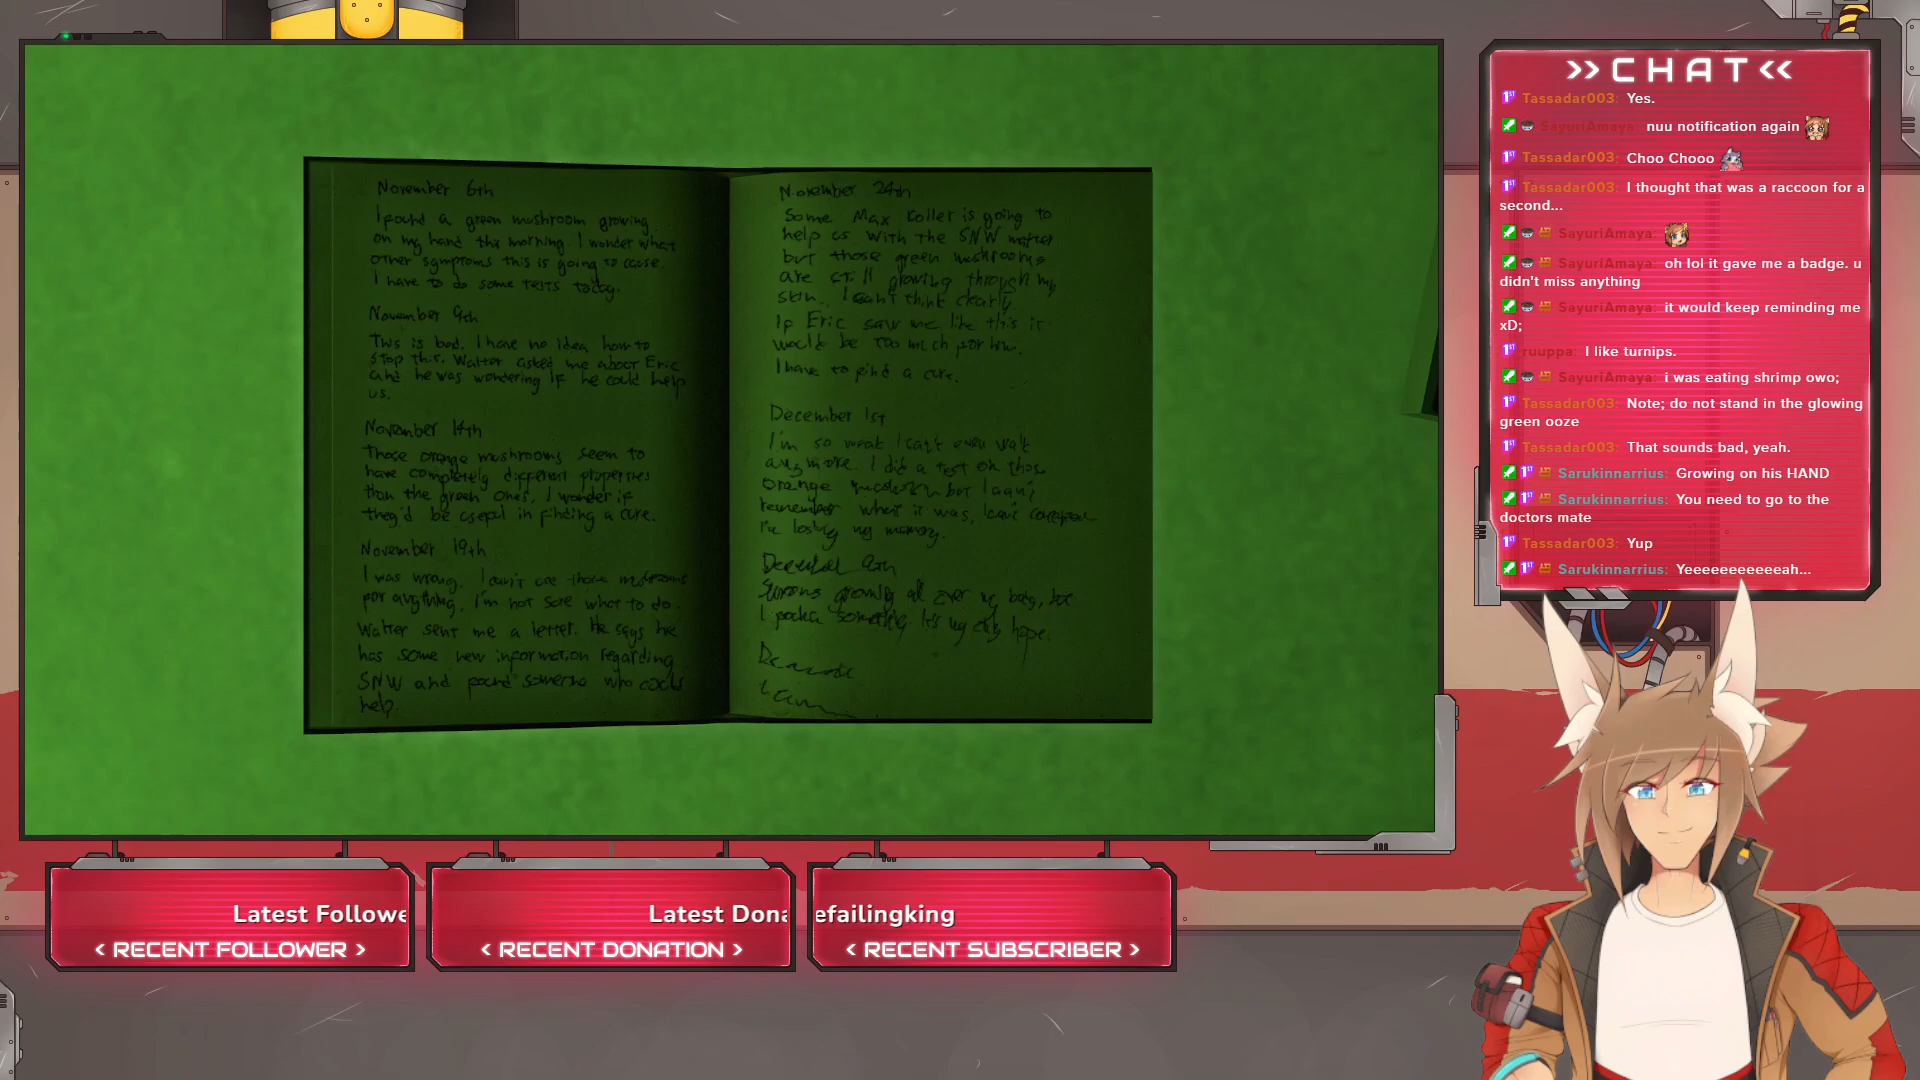 November 6th
I found a green mushroom growing
on my hand this morning. I wonder what
other symptoms this is going to cause.
I have to do some tests today.
November 9th
This is bad. I have no idea how to
stop this. Walter asked me about Eric
and he was wondering if he could help
us.
November 14th
Those orange mushrooms seem to
have completely different properties
than the green ones. I wonder if
they'd be useful in finding a cure.
November 19th
I was wrong. I can't use those mushrooms
for anything. I'm not sure what to do.
Walter sent me a letter. He says he
has some new information regarding
SNW and found someone who could
help.
November 24th
Some Max Koller is going to
help us with the SNW matter
but those green mushrooms
are still growing through my
skin. I can't think clearly.
If Eric saw me like this it
would be too much for him.
I have to find a cure.
December 1st
I'm so weak I can't even walk
anymore. I did a test on those
orange but I can't
remember what it was, I can't
I'm losing my memory.
growing all over my body, but
I something. It's my only hope.
>> CHAT <<
Tassadar003: Yes.
SayuriAmaya: nuu notification again
Tassadar003: Choo Chooo
Tassadar003: I thought that was a raccoon for a
second...
SayuriAmaya:
SayuriAmaya: oh lol it gave me a badge. u
didn't miss anything
SayuriAmaya: it would keep reminding me
xD;
ruuppa: I like turnips.
SayuriAmaya: i was eating shrimp owo;
Tassadar003: Note; do not stand in the glowing
green ooze
Tassadar003: That sounds bad, yeah.
Sarukinnarrius: Growing on his HAND
Sarukinnarrius: You need to go to the
doctors mate
Tassadar003: Yup
Sarukinnarrius: Yeeeeeeeeeeeah...
Latest Followe
< RECENT FOLLOWER >
Latest Dona
< RECENT DONATION >
efailingking
< RECENT SUBSCRIBER >